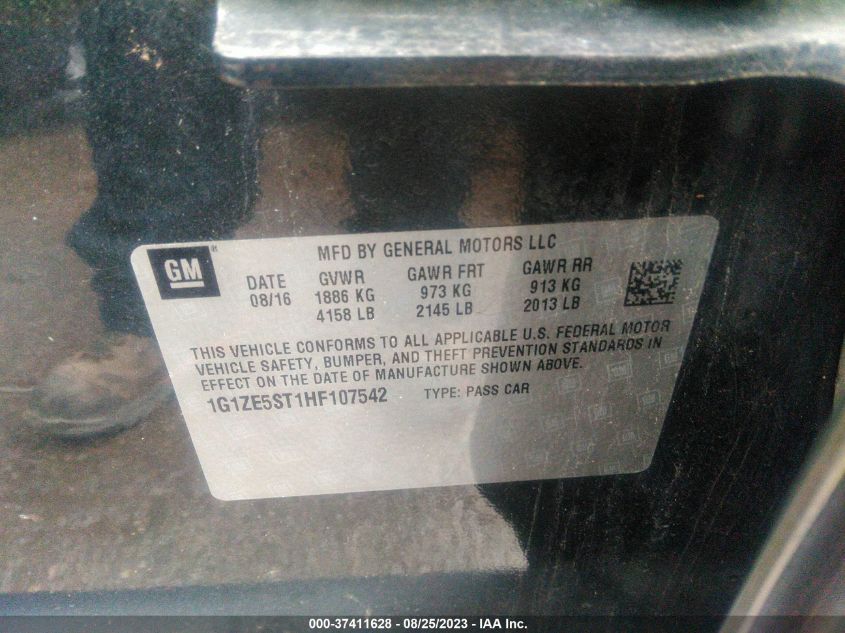 GM
MFD BY GENERAL MOTORS LLC
DATE GVWR GAWR FRT GAWR RR
08/16 1886 KG 973 KG 913 KG
4158 LB 2145 LB 2013 LB
THIS VEHICLE CONFORMS TO ALL APPLICABLE U.S. FEDERAL MOTOR
VEHICLE SAFETY, BUMPER, AND THEFT PREVENTION STANDARDS IN
EFFECT ON THE DATE OF MANUFACTURE SHOWN ABOVE.
1G1ZE5ST1HF107542 TYPE: PASS CAR
000-37411628 - 08/25/2023 - IAA Inc.